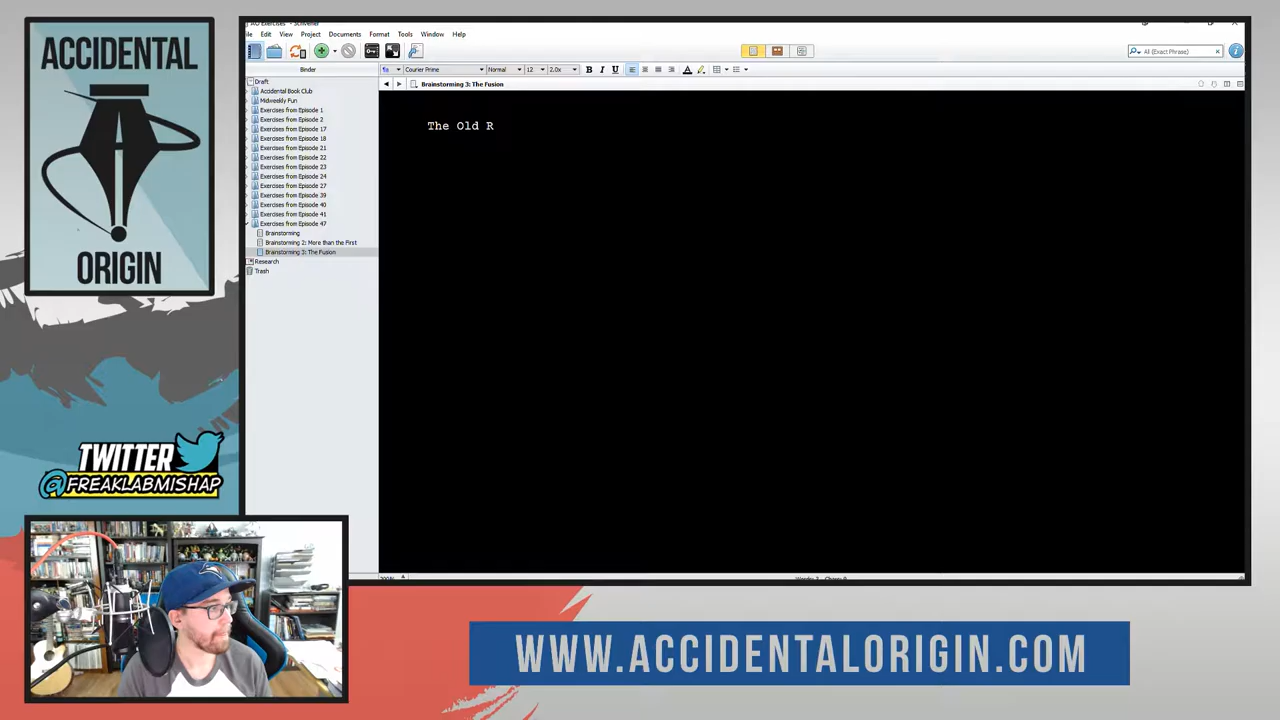 ACCIDENTAL
ORIGIN
TWITTER
@FREAKLABMISHAP
Edit View Project Documents Format Tools Window Help
All (Exact Phrase)
Binder
Courier Prime Normal 12 2.0x B I U A
Brainstorming 3: The Fusion
Draft
Accidental Book Club
Midweekly Fun
Exercises from Episode 1
Exercises from Episode 2
Exercises from Episode 17
Exercises from Episode 18
Exercises from Episode 21
Exercises from Episode 22
Exercises from Episode 23
Exercises from Episode 24
Exercises from Episode 27
Exercises from Episode 39
Exercises from Episode 40
Exercises from Episode 41
Exercises from Episode 47
Brainstorming
Brainstorming 2: More than the First
Brainstorming 3: The Fusion
Research
Trash
The Old R
WWW.ACCIDENTALORIGIN.COM